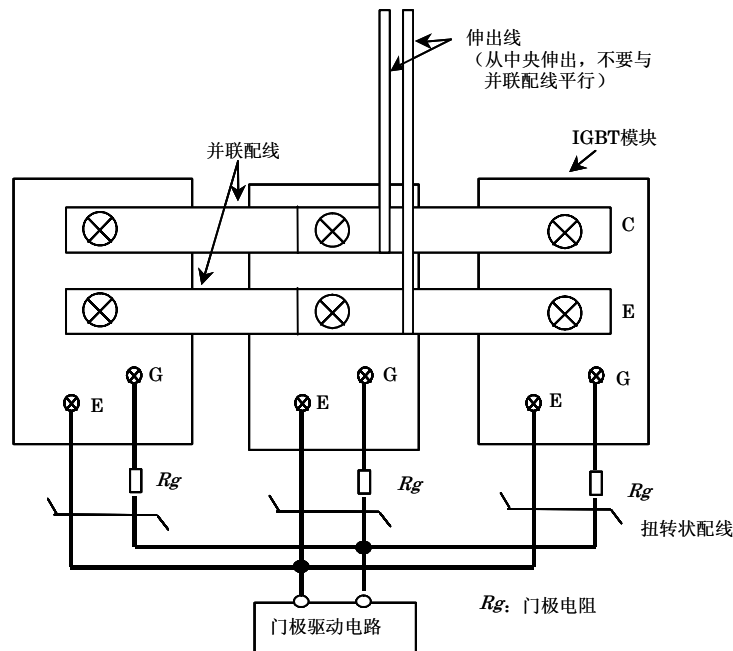 伸出线
（从中央伸出，不要与
并联配线平行）
IGBT模块
并联配线
C
E
G
E
G
E
G
E
Rg
Rg
Rg
扭转状配线
Rg：门极电阻
门极驱动电路